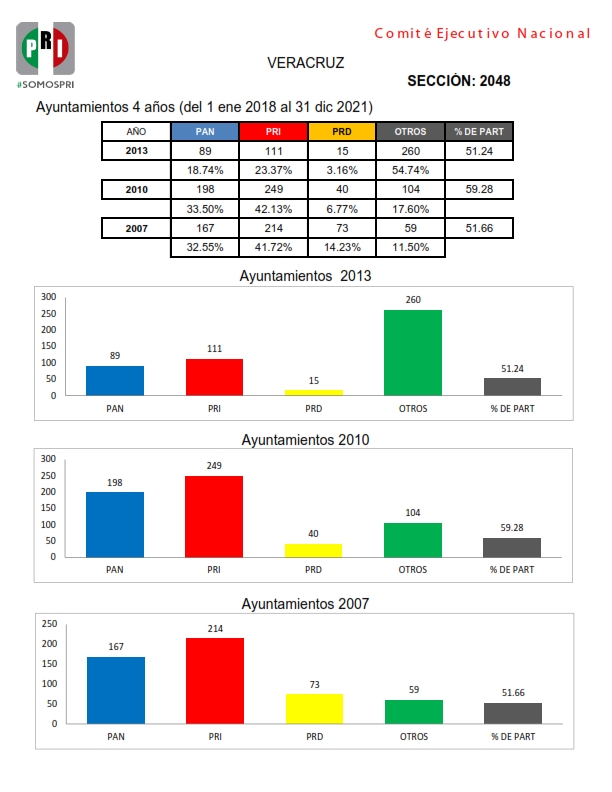 Comité Ejecutivo Nacional
PRI
#SOMOSPRI
VERACRUZ
SECCIÓN: 2048
Ayuntamientos 4 años (del 1 ene 2018 al 31 dic 2021)
AÑO PAN PRI PRD OTROS % DE PART
2013 89 111 15 260 51.24
18.74% 23.37% 3.16% 54.74%
2010 198 249 40 104 59.28
33.50% 42.13% 6.77% 17.60%
2007 167 214 73 59 51.66
32.55% 41.72% 14.23% 11.50%
Ayuntamientos 2013
300
250
200
150
100
50
0
89 111 15 260 51.24
PAN PRI PRD OTROS % DE PART
Ayuntamientos 2010
300
250
200
150
100
50
0
198 249 40 104 59.28
PAN PRI PRD OTROS % DE PART
Ayuntamientos 2007
250
200
150
100
50
0
167 214 73 59 51.66
PAN PRI PRD OTROS % DE PART